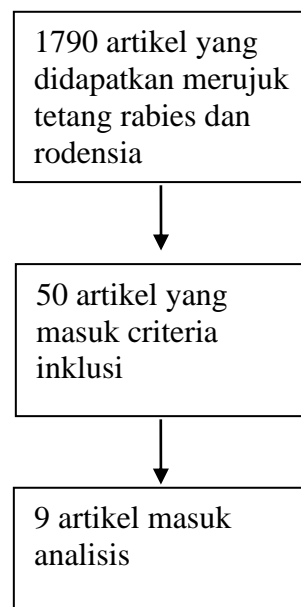 1790 artikel yang
didapatkan merujuk
tetang rabies dan
rodensia
50 artikel yang
masuk criteria
inklusi
9 artikel masuk
analisis